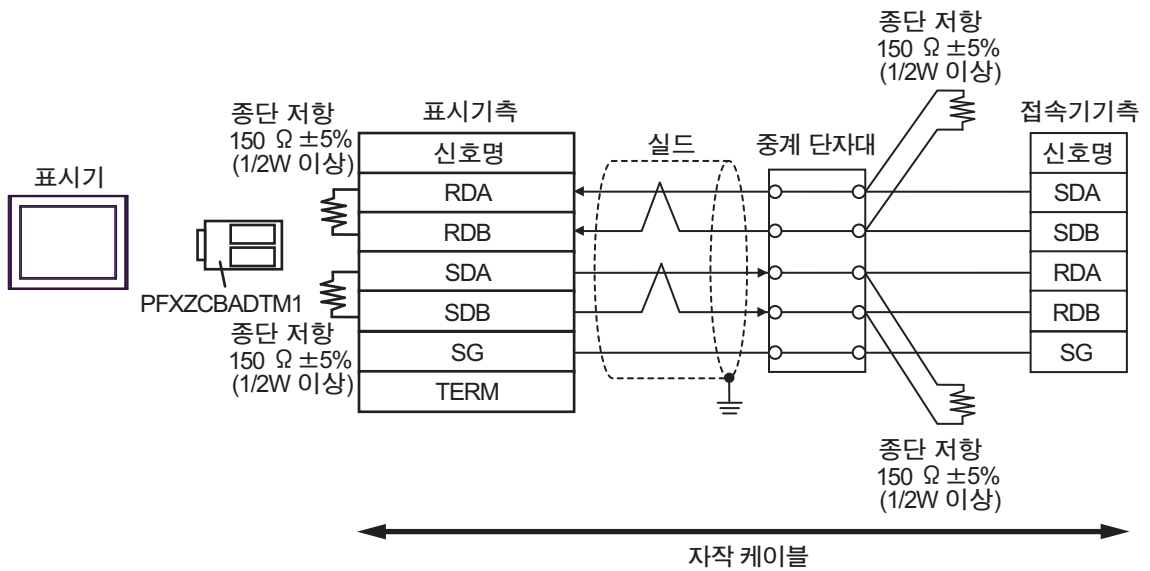 종단 저항
150 Ω ±5%
(1/2W 이상)
종단 저항
150 Ω ±5%
(1/2W 이상)
표시기측
실드
중계 단자대
접속기기측
표시기
신호명
신호명
RDA
SDA
RDB
SDB
SDA
RDA
SDB
RDB
SG
SG
TERM
PFXZCBADTM1
종단 저항
150 Ω ±5%
(1/2W 이상)
종단 저항
150 Ω ±5%
(1/2W 이상)
자작 케이블